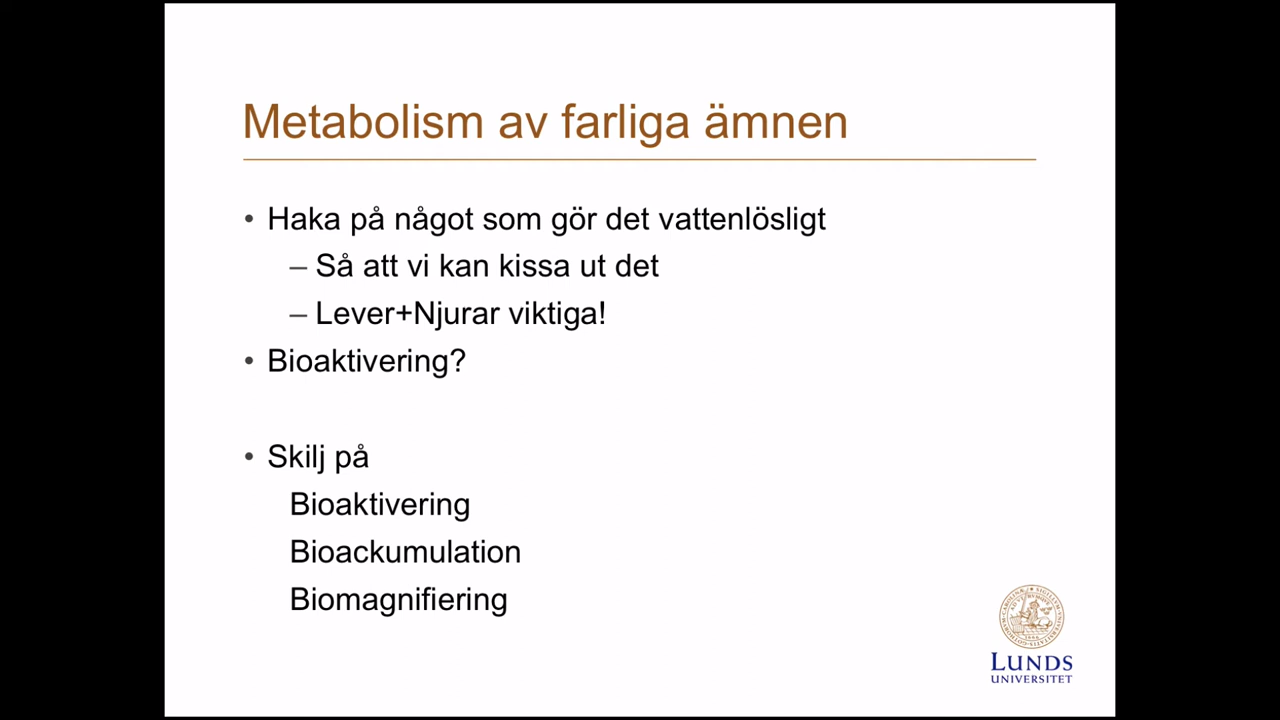 Metabolism av farliga ämnen
• Haka på något som gör det vattenlösligt
– Så att vi kan kissa ut det
– Lever+Njurar viktiga!
• Bioaktivering?
• Skilj på
Bioaktivering
Bioackumulation
Biomagnifiering
LUNDS
UNIVERSITET